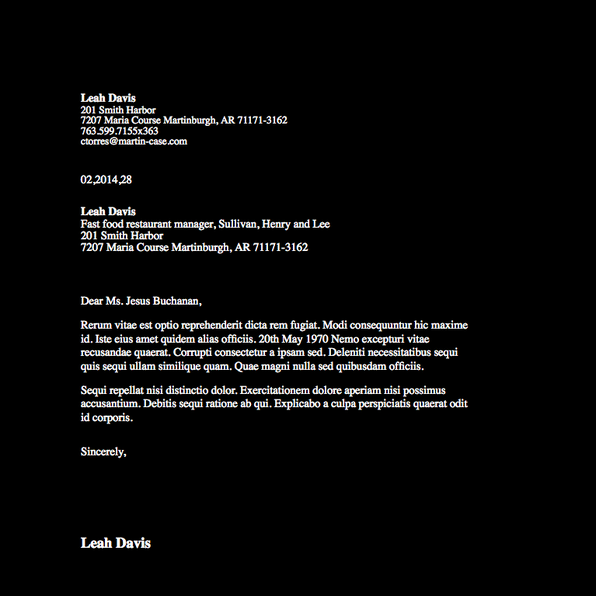 Leah Davis
201 Smith Harbor
7207 Maria Course Martinburgh, AR 71171-3162
763.599.7155x363
ctorres@martin-case.com
02,2014,28
Leah Davis
Fast food restaurant manager, Sullivan, Henry and Lee
201 Smith Harbor
7207 Maria Course Martinburgh, AR 71171-3162
Dear Ms. Jesus Buchanan,
Rerum vitae est optio reprehenderit dicta rem fugiat. Modi consequuntur hic maxime
id. Iste eius amet quidem alias officiis. 20th May 1970 Nemo excepturi vitae
recusandae quaerat. Corrupti consectetur a ipsam sed. Deleniti necessitatibus sequi
quis sequi ullam similique quam. Quae magni nulla sed quibusdam officiis.
Sequi repellat nisi distinctio dolor. Exercitationem dolore aperiam nisi possimus
accusantium. Debitis sequi ratione ab qui. Explicabo a culpa perspiciatis quaerat odit
id corporis.
Sincerely,
Leah Davis